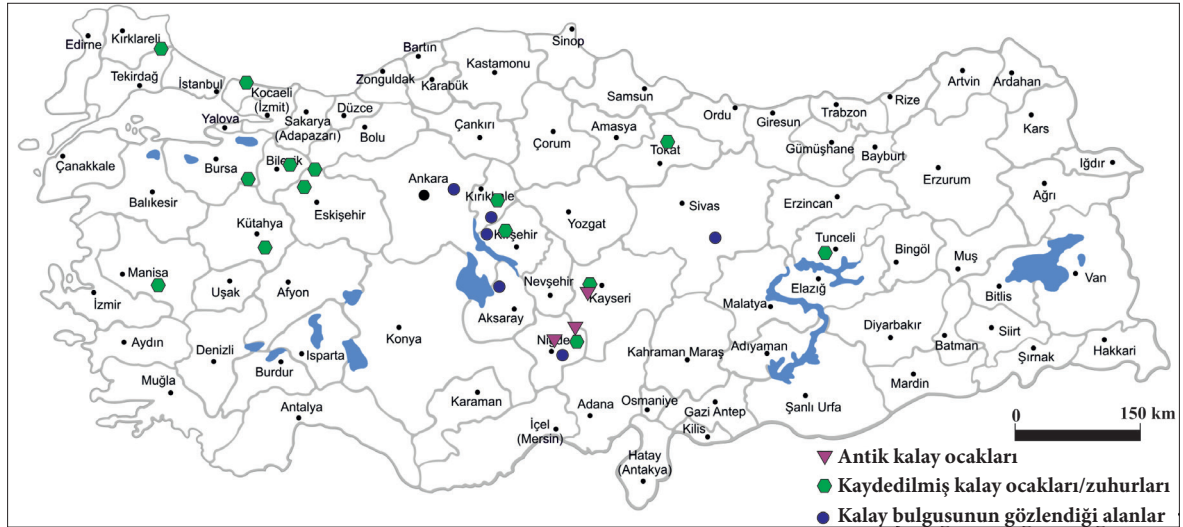 Edirne
Kırklareli
Tekirdağ
İstanbul
Kocaeli
(İzmit)
Yalova
Sakarya
(Adapazarı)
Düzce
Bolu
Zonguldak
Bartın
Karabük
Kastamonu
Sinop
Samsun
Çankırı
Çorum
Amasya
Tokat
Ordu
Giresun
Trabzon
Rize
Artvin
Ardahan
Kars
Gümüşhane
Bayburt
Erzurum
Iğdır
Ağrı
Çanakkale
Balıkesir
Bursa
Bilecik
Eskişehir
Kütahya
Ankara
Kırıkkale
Kırşehir
Yozgat
Sivas
Erzincan
Tunceli
Bingöl
Muş
Van
Bitlis
Manisa
İzmir
Uşak
Afyon
Nevşehir
Kayseri
Aksaray
Niğde
Malatya
Elazığ
Diyarbakır
Batman
Siirt
Şırnak
Hakkari
Aydın
Denizli
Muğla
Burdur
Isparta
Konya
Antalya
Karaman
İçel
(Mersin)
Adana
Osmaniye
Kahraman Maraş
Adıyaman
Gazi Antep
Kilis
Şanlı Urfa
Mardin
Hatay
(Antakya)
0 150 km
Antik kalay ocakları
Kaydedilmiş kalay ocakları/zuhurları
Kalay bulgusunun gözlendiği alanlar